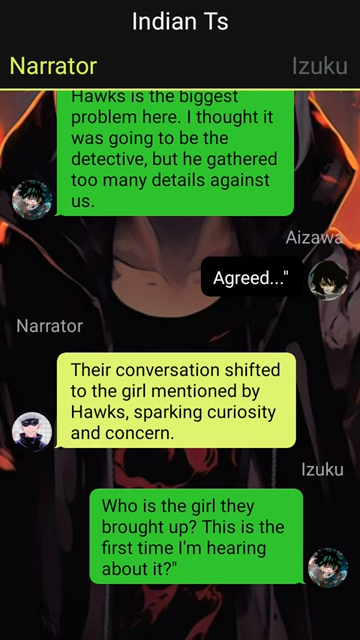 Indian Ts
Narrator
Izuku
Hawks is the biggest
problem here. I thought it
was going to be the
detective, but he gathered
too many details against
us.
Aizawa
Agreed..."
Narrator
Their conversation shifted
to the girl mentioned by
Hawks, sparking curiosity
and concern.
Izuku
Who is the girl they
brought up? This is the
first time I'm hearing
about it?"